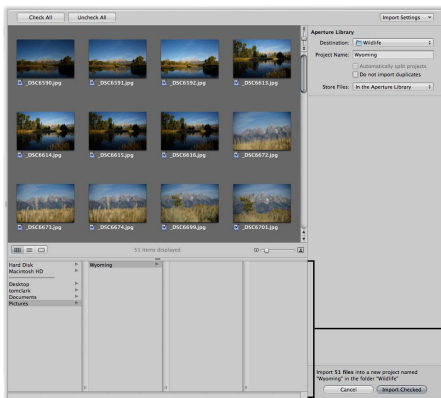 Check All
Uncheck All
Import Settings
Aperture Library
Destination: Wildlife
Project Name: Wyoming
Automatically split projects
Do not import duplicates
Store Files: In the Aperture Library
_DSC6590.jpg _DSC6591.jpg _DSC6592.jpg _DSC6613.jpg
_DSC6614.jpg _DSC6615.jpg _DSC6616.jpg _DSC6672.jpg
_DSC6673.jpg _DSC6674.jpg _DSC6699.jpg _DSC6701.jpg
51 items displayed
Hard Disk
Macintosh HD
Desktop
tomclark
Documents
Pictures
Wyoming
Import 51 files into a new project named
"Wyoming" in the folder "Wildlife"
Cancel
Import Checked